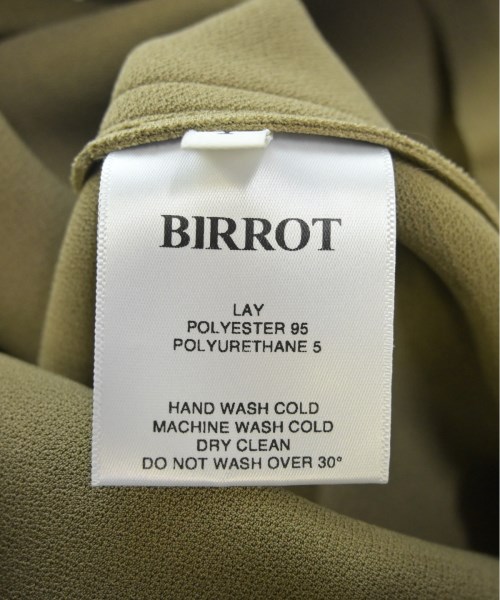 BIRROT
LAY
POLYESTER 95
POLYURETHANE 5
HAND WASH COLD
MACHINE WASH COLD
DRY CLEAN
DO NOT WASH OVER 30°